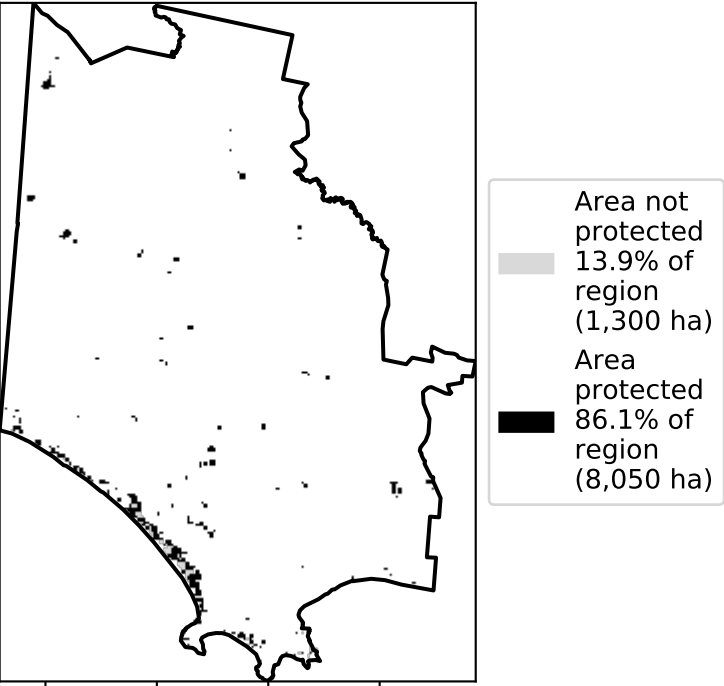 Area not
protected
13.9% of
region
(1,300 ha)
Area
protected
86.1% of
region
(8,050 ha)